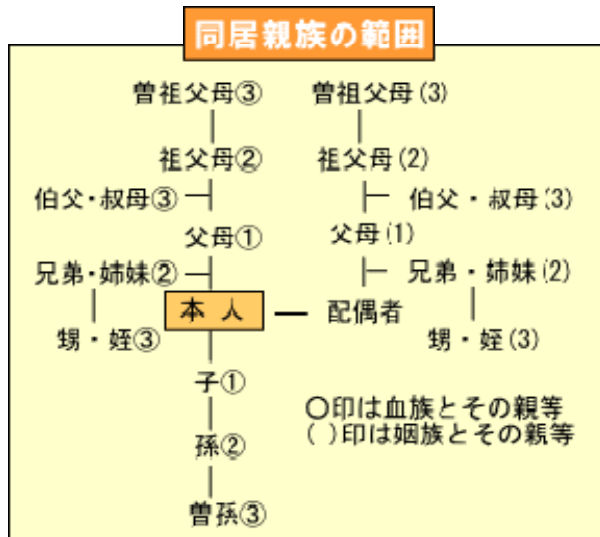 同居親族の範囲
曽祖父母③ 曽祖父母(3)
祖父母② 祖父母(2)
伯父・叔母③ 伯父・叔母(3)
父母① 父母(1)
兄弟・姉妹② 兄弟・姉妹(2)
本人 配偶者
甥・姪③ 甥・姪(3)
子①
〇印は血族とその親等
( )印は姻族とその親等
孫②
曽孫③